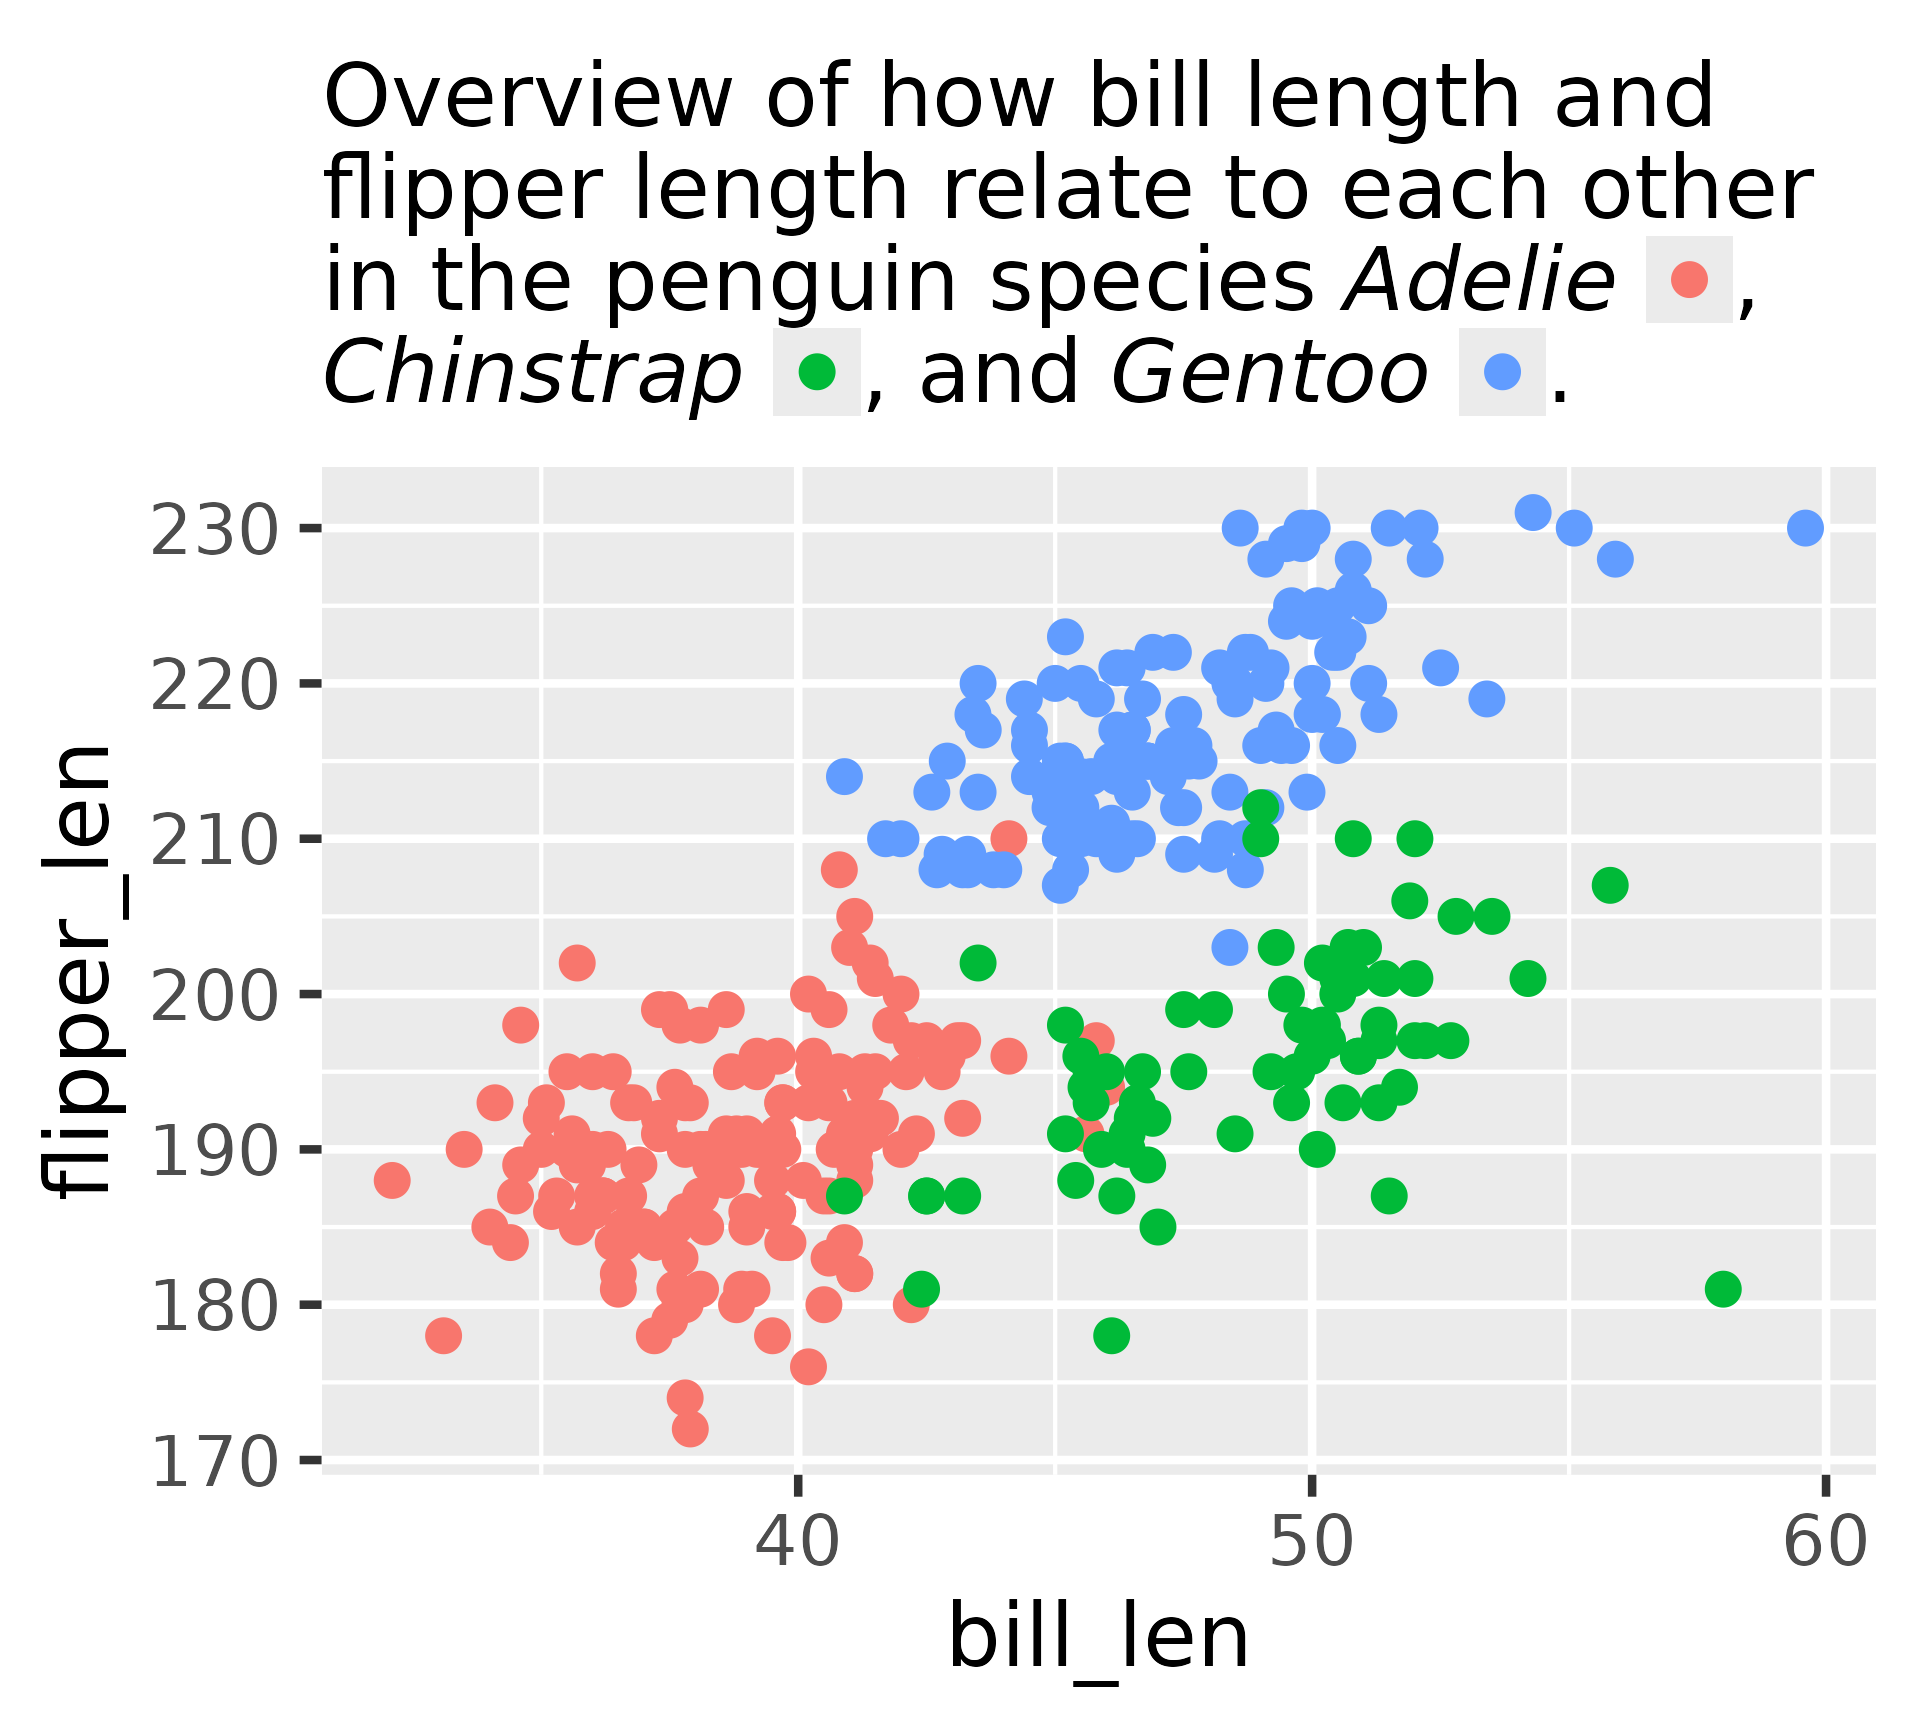 Overview of how bill length and
flipper length relate to each other
in the penguin species Adelie ,
Chinstrap , and Gentoo .
230
220
210
200
190
180
170
flipper_len
40 50 60
bill_len